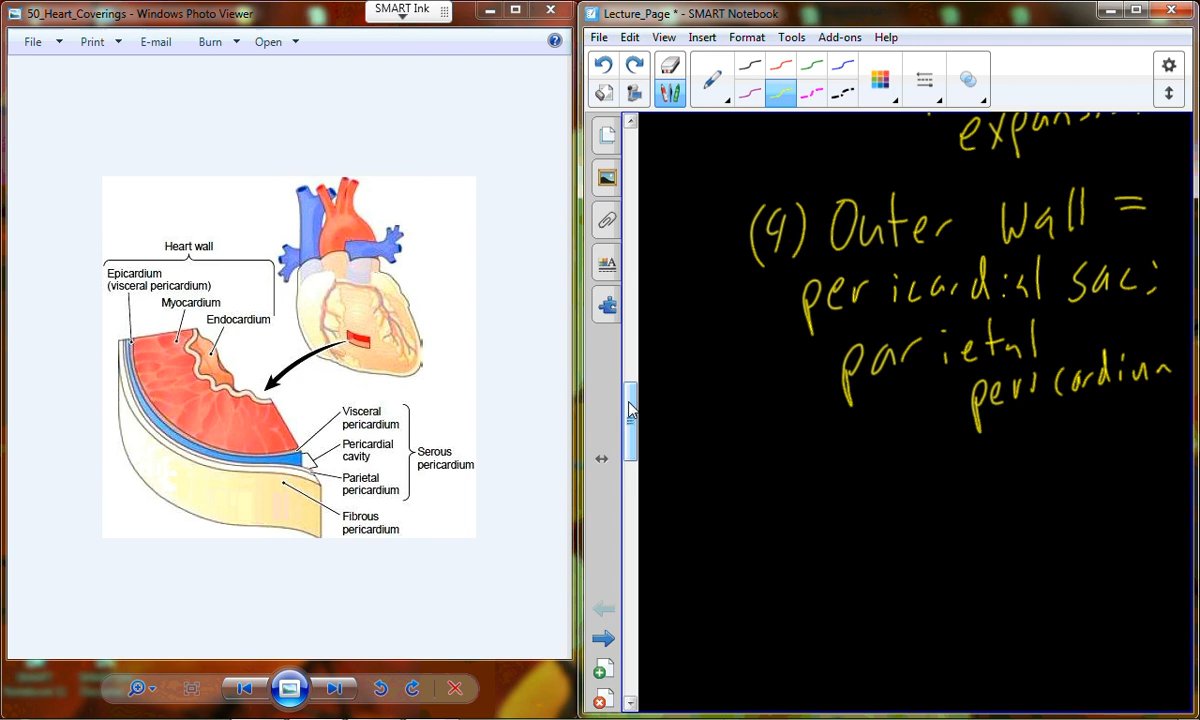 50_Heart_Coverings - Windows Photo Viewer
SMART Ink
File Print E-mail Burn Open
Heart wall
Epicardium
(visceral pericardium)
Myocardium
Endocardium
Visceral
pericardium
Pericardial
cavity
Serous
pericardium
Parietal
pericardium
Fibrous
pericardium
Lecture_Page * - SMART Notebook
File Edit View Insert Format Tools Add-ons Help
(4) Outer Wall =
pericardial sac;
parietal
pericardium